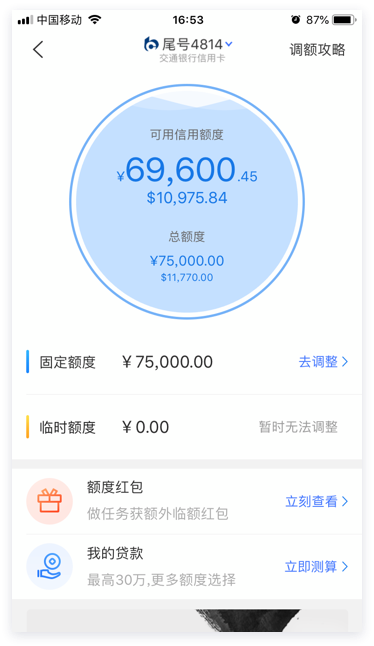 中国移动 16:53 87%
尾号4814
交通银行信用卡
调额攻略
可用信用额度
¥69,600.45
$10,975.84
总额度
¥75,000.00
$11,770.00
固定额度 ¥75,000.00 去调整
临时额度 ¥0.00 暂时无法调整
额度红包
做任务获额外临额红包
立刻查看
我的贷款
最高30万,更多额度选择
立即测算